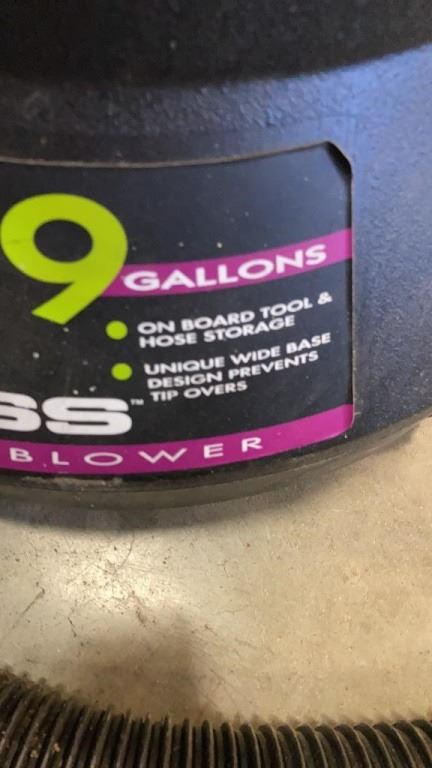 9
GALLONS
ON BOARD TOOL &
HOSE STORAGE
UNIQUE WIDE BASE
DESIGN PREVENTS
TIP OVERS
SS™
BLOWER